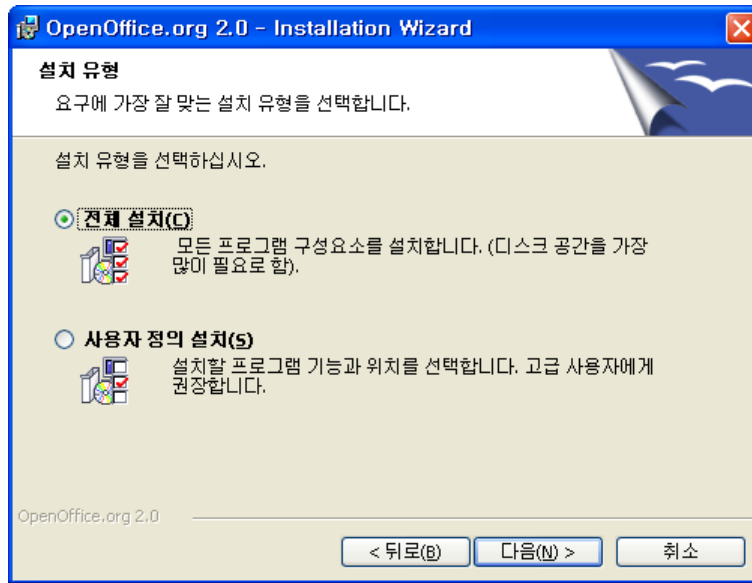 OpenOffice.org 2.0 - Installation Wizard
설치 유형
요구에 가장 잘 맞는 설치 유형을 선택합니다.
설치 유형을 선택하십시오.
전체 설치(C)
모든 프로그램 구성요소를 설치합니다. (디스크 공간을 가장
많이 필요로 함).
사용자 정의 설치(S)
설치할 프로그램 기능과 위치를 선택합니다. 고급 사용자에게
권장합니다.
OpenOffice.org 2.0
< 뒤로(B) 다음(N) > 취소